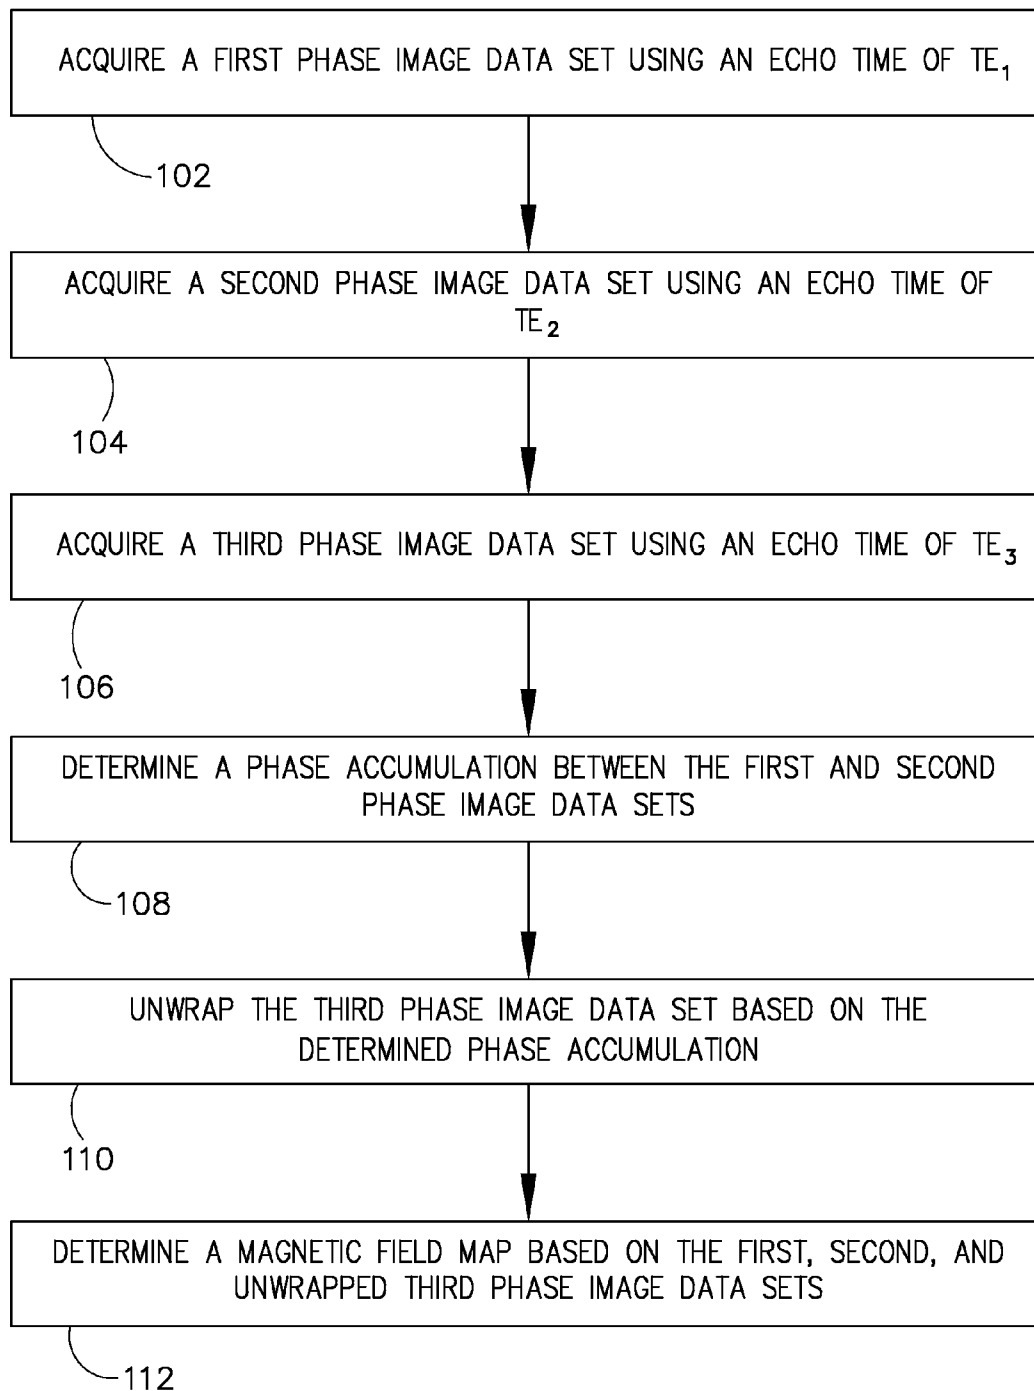 ACQUIRE A FIRST PHASE IMAGE DATA SET USING AN ECHO TIME OF TE₁
102
ACQUIRE A SECOND PHASE IMAGE DATA SET USING AN ECHO TIME OF
TE₂
104
ACQUIRE A THIRD PHASE IMAGE DATA SET USING AN ECHO TIME OF TE₃
106
DETERMINE A PHASE ACCUMULATION BETWEEN THE FIRST AND SECOND
PHASE IMAGE DATA SETS
108
UNWRAP THE THIRD PHASE IMAGE DATA SET BASED ON THE
DETERMINED PHASE ACCUMULATION
110
DETERMINE A MAGNETIC FIELD MAP BASED ON THE FIRST, SECOND, AND
UNWRAPPED THIRD PHASE IMAGE DATA SETS
112